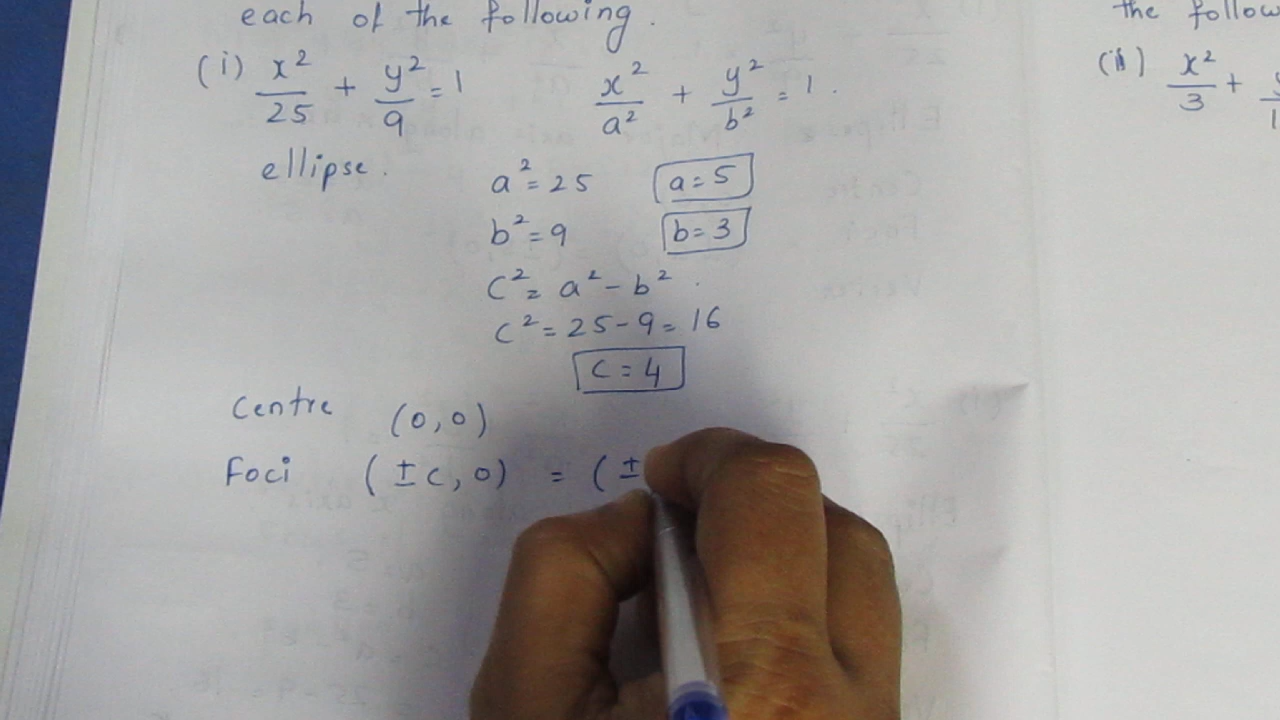 each of the following.
(i) x²/25 + y²/9 = 1 x²/a² + y²/b² = 1.
ellipse.
a² = 25 a = 5
b² = 9 b = 3
c² = a² - b²
c² = 25 - 9 = 16
c = 4
Centre (0,0)
Foci (±c, 0) = (±
the follow
(ii) x²/3 +